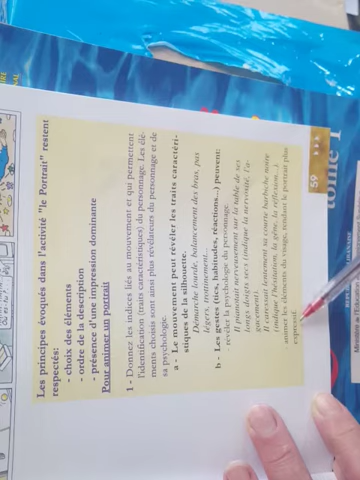 Les principes évoqués dans l'activité "le Portrait" restent
respectés:
- choix des éléments
- ordre de la description
- présence d'une impression dominante
Pour animer un portrait
1 - Donnez les indices liés au mouvement et qui permettent
l'identification (traits caractéristiques) du personnage. Les élé-
ments choisis sont ainsi plus révélateurs du personnage et de
sa psychologie.
a - Le mouvement peut révéler les traits caractéri-
stiques de la silhouette.
Démarche lourde, balancement des bras, pas
légers, trottinement...
b - Les gestes (tics, habitudes, réactions...) peuvent:
- révéler la psychologie du personnage.
Il pianotait nerveusement sur la table de ses
longs doigts secs (indique la nervosité, l'a-
gacement).
Il caressait lentement sa courte barbiche noire
(indique l'hésitation, la gêne, la réflexion...)
- animer les éléments du visage, rendant le portrait plus
expressif.
59
tome 1